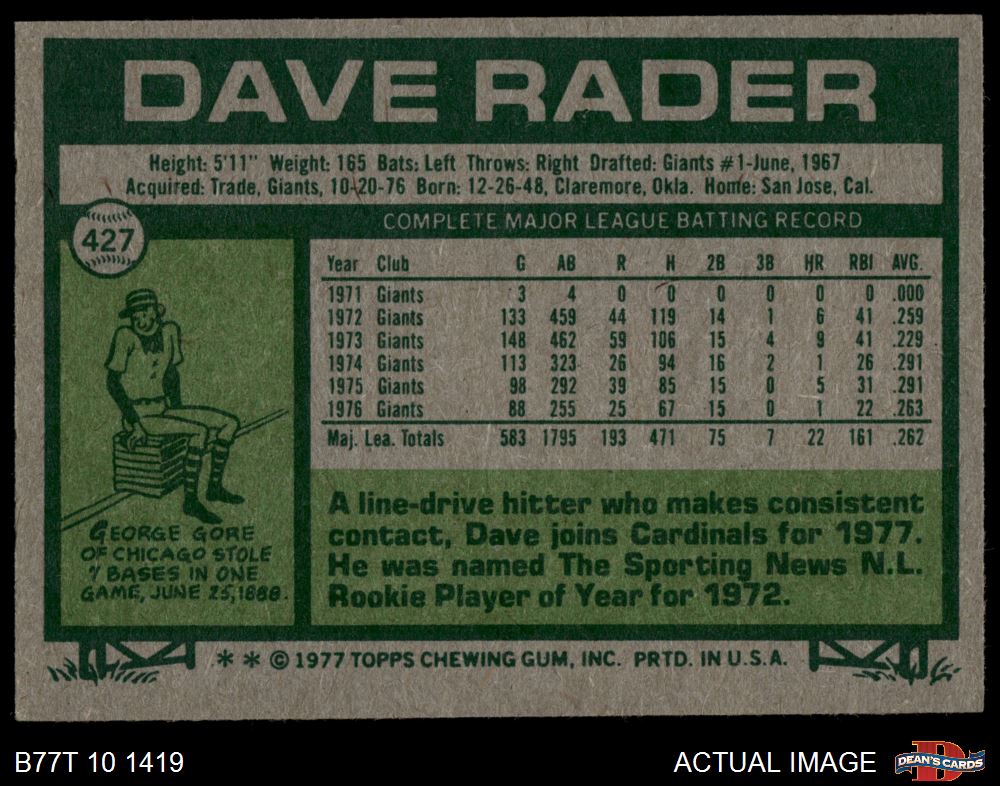 DAVE RADER
Height: 5'11" Weight: 165 Bats: Left Throws: Right Drafted: Giants #1-June, 1967
Acquired: Trade, Giants, 10-20-76 Born: 12-26-48, Claremore, Okla. Home: San Jose, Cal.
427
COMPLETE MAJOR LEAGUE BATTING RECORD
Year Club G AB R H 2B 3B HR RBI AVG.
1971 Giants 3 4 0 0 0 0 0 0 .000
1972 Giants 133 459 44 119 14 1 6 41 .259
1973 Giants 148 462 59 106 15 4 9 41 .229
1974 Giants 113 323 26 94 16 2 1 26 .291
1975 Giants 98 292 39 85 15 0 5 31 .291
1976 Giants 88 255 25 67 15 0 1 22 .263
Maj. Lea. Totals 583 1795 193 471 75 7 22 161 .262
GEORGE GORE
OF CHICAGO STOLE
7 BASES IN ONE
GAME, JUNE 25, 1888.
A line-drive hitter who makes consistent
contact, Dave joins Cardinals for 1977.
He was named The Sporting News N.L.
Rookie Player of Year for 1972.
* * © 1977 TOPPS CHEWING GUM, INC. PRTD. IN U.S.A.
B77T 10 1419
ACTUAL IMAGE
DEAN'S CARDS